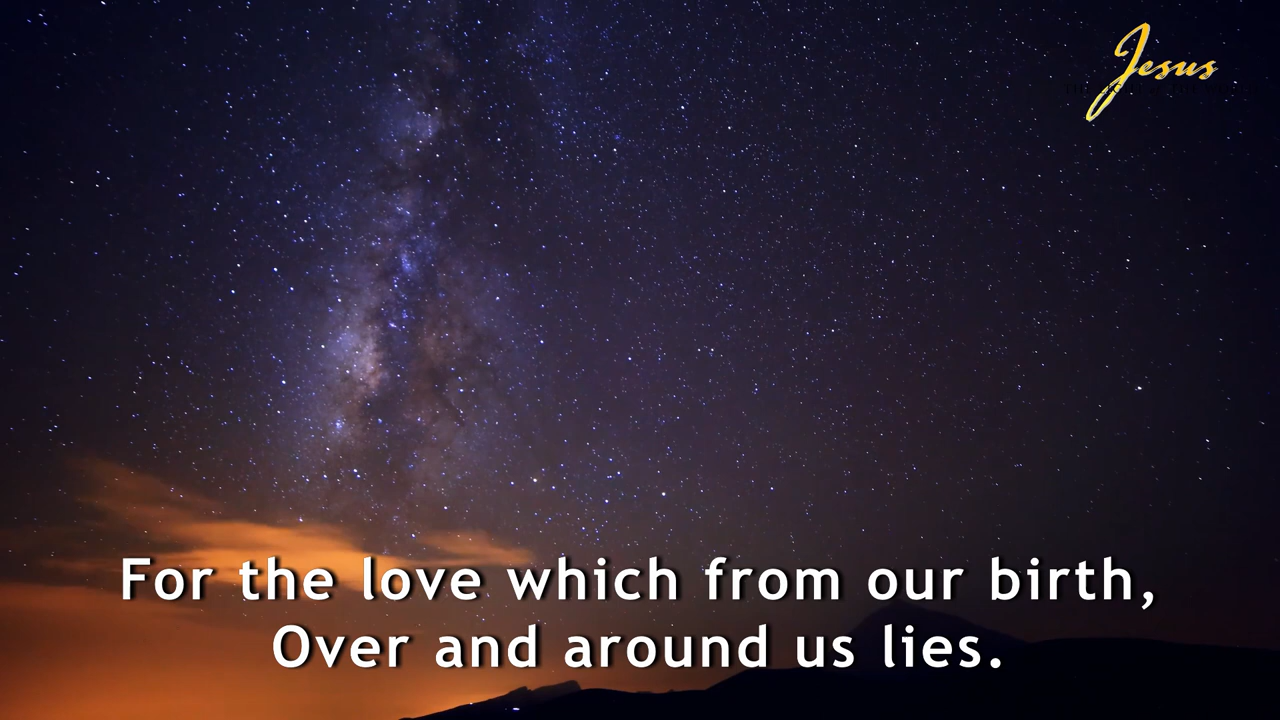 Jesus
For the love which from our birth,
Over and around us lies.